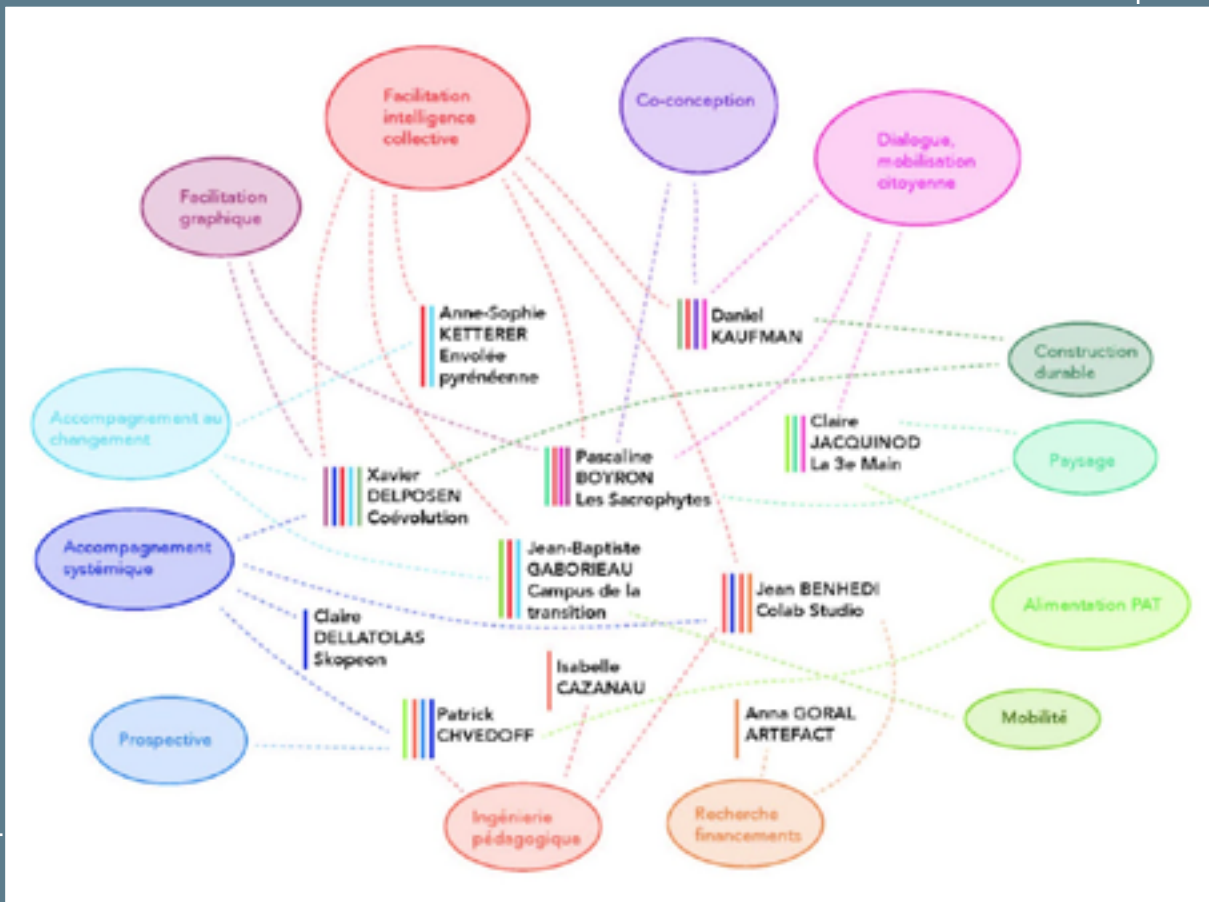 Facilitation
intelligence
collective
Co-conception
Dialogue,
mobilisation
citoyenne
Facilitation
graphique
Anne-Sophie
KETTERER
Envolée
pyrénéenne
Daniel
KAUFMAN
Construction
durable
Accompagnement au
changement
Claire
JACQUINOD
La 3e Main
Paysage
Xavier
DELPOSEN
Coévolution
Pascaline
BOYRON
Les Sacrophytes
Accompagnement
systémique
Jean-Baptiste
GABORIEAU
Campus de la
transition
Jean BENHEDI
Colab Studio
Alimentation PAT
Claire
DELLATOLAS
Skopeon
Isabelle
CAZANAU
Patrick
CHVEDOFF
Anna GORAL
ARTEFACT
Mobilité
Prospective
Ingénierie
pédagogique
Recherche
financements